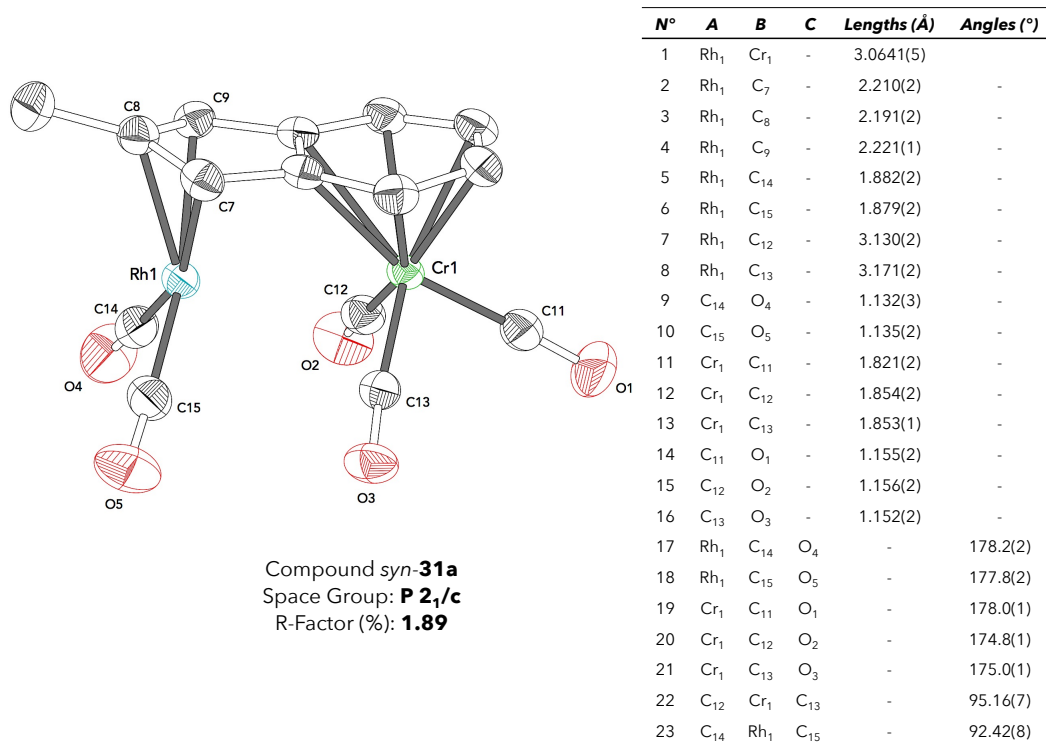 C8
C9
C7
Rh1
Cr1
C14
C12
C11
O4
O2
O1
C15
C13
O5
O3
Compound syn-31a
Space Group: P 2₁/c
R-Factor (%): 1.89
N° A B C Lengths (Å) Angles (°)
1 Rh₁ Cr₁ - 3.0641(5)
2 Rh₁ C₇ - 2.210(2) -
3 Rh₁ C₈ - 2.191(2) -
4 Rh₁ C₉ - 2.221(1) -
5 Rh₁ C₁₄ - 1.882(2) -
6 Rh₁ C₁₅ - 1.879(2) -
7 Rh₁ C₁₂ - 3.130(2) -
8 Rh₁ C₁₃ - 3.171(2) -
9 C₁₄ O₄ - 1.132(3) -
10 C₁₅ O₅ - 1.135(2) -
11 Cr₁ C₁₁ - 1.821(2) -
12 Cr₁ C₁₂ - 1.854(2) -
13 Cr₁ C₁₃ - 1.853(1) -
14 C₁₁ O₁ - 1.155(2) -
15 C₁₂ O₂ - 1.156(2) -
16 C₁₃ O₃ - 1.152(2) -
17 Rh₁ C₁₄ O₄ - 178.2(2)
18 Rh₁ C₁₅ O₅ - 177.8(2)
19 Cr₁ C₁₁ O₁ - 178.0(1)
20 Cr₁ C₁₂ O₂ - 174.8(1)
21 Cr₁ C₁₃ O₃ - 175.0(1)
22 C₁₂ Cr₁ C₁₃ - 95.16(7)
23 C₁₄ Rh₁ C₁₅ - 92.42(8)